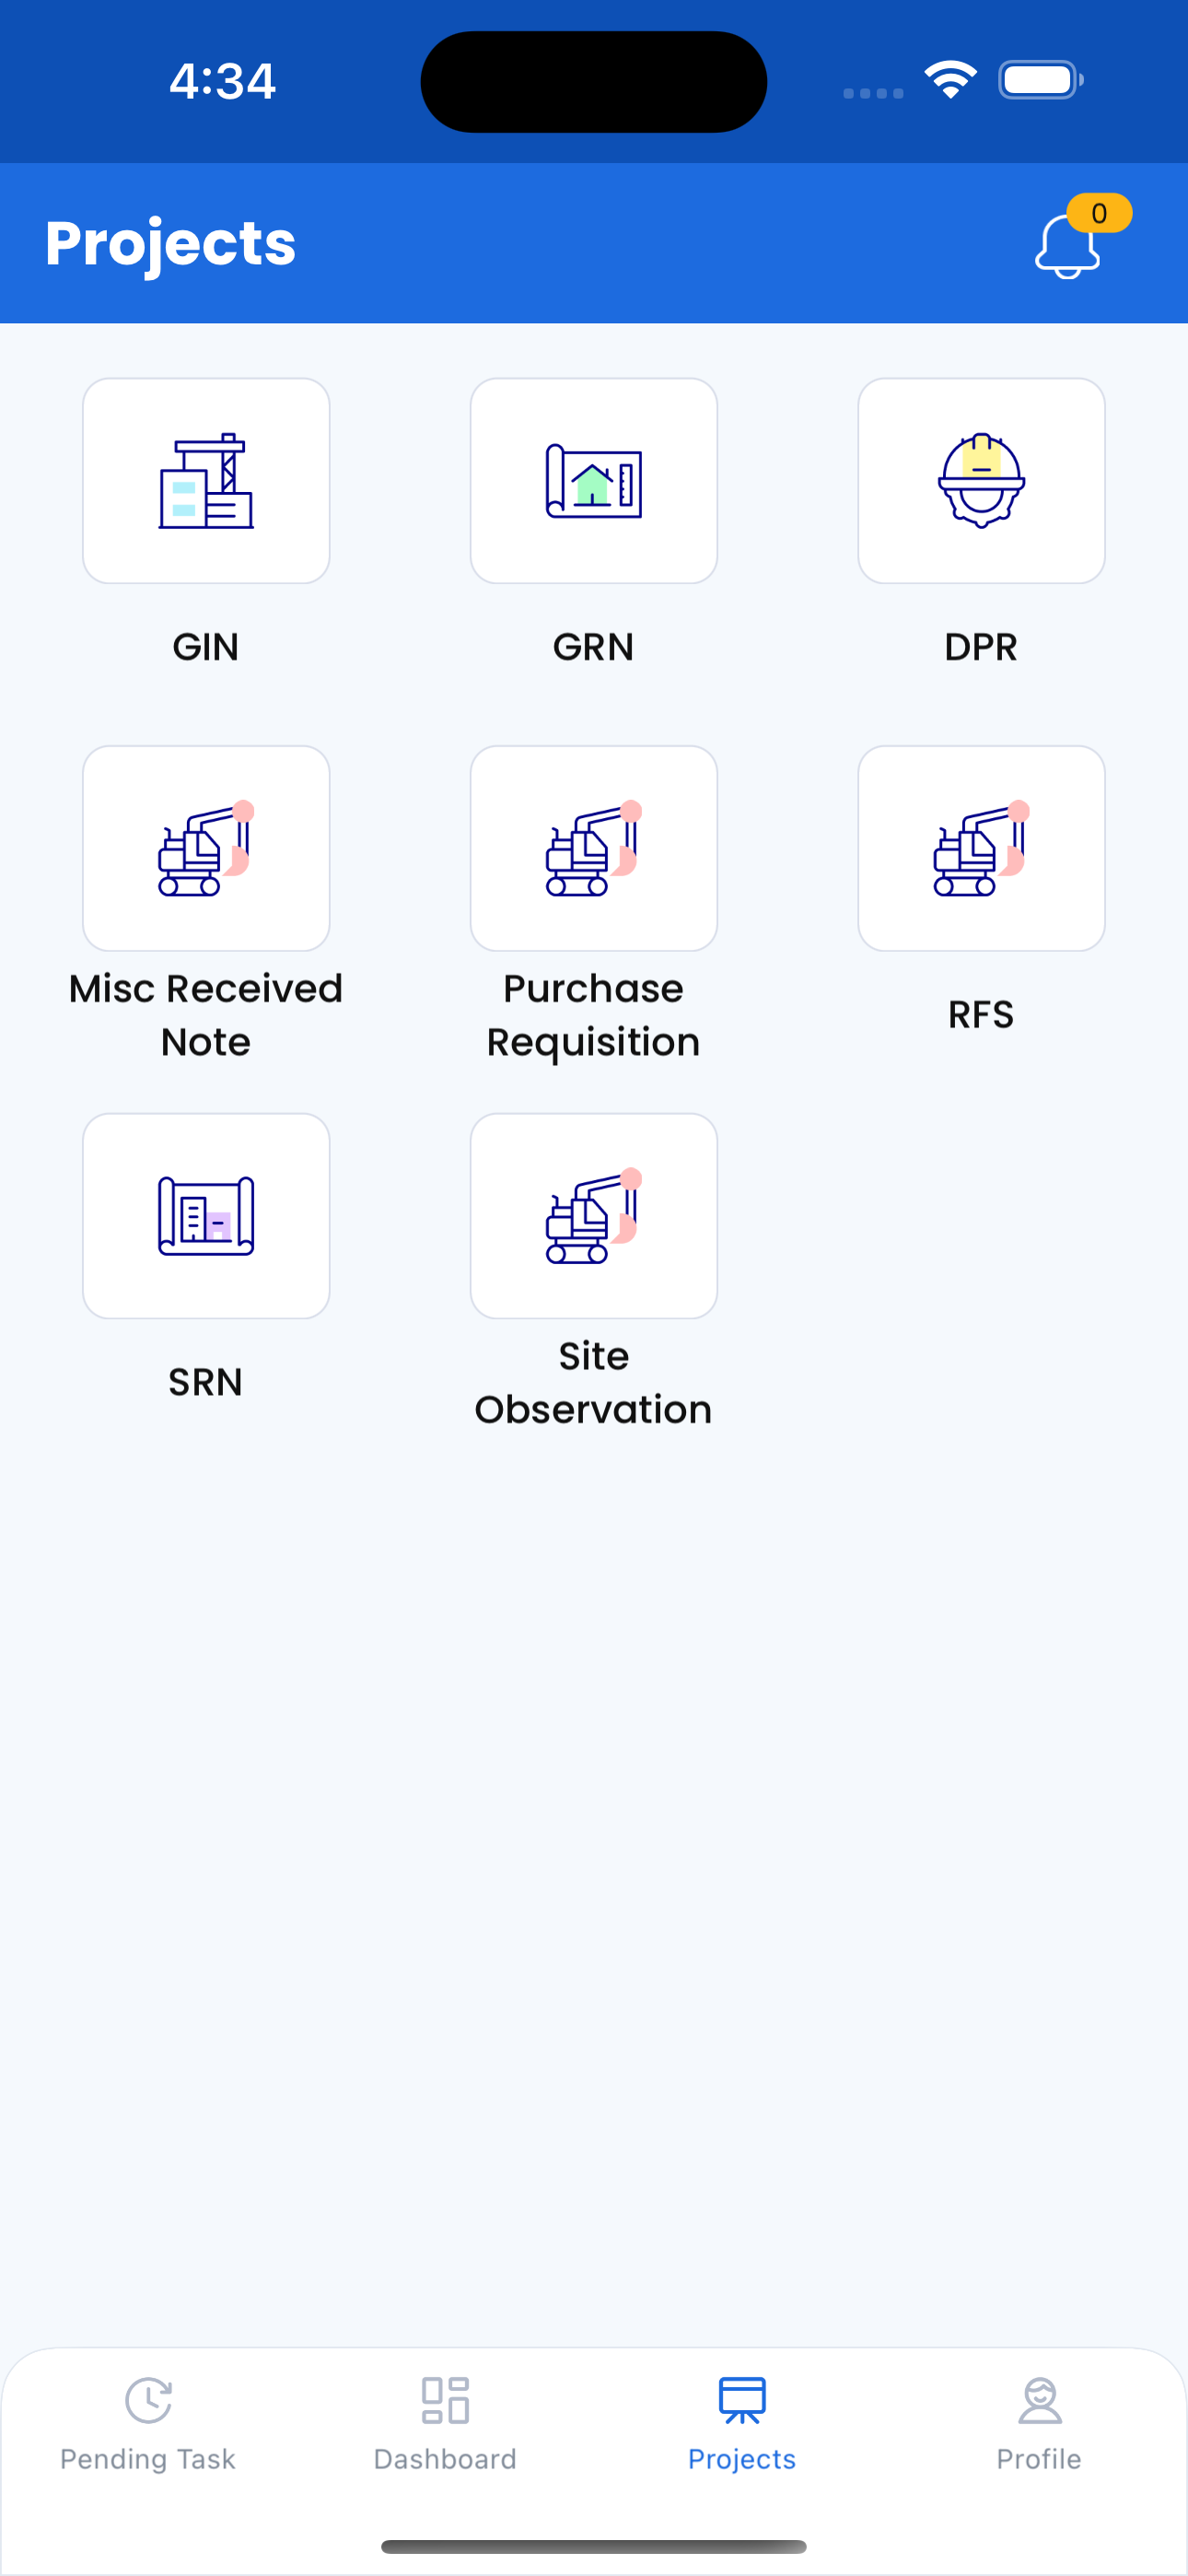 4:34
Projects
0
GIN
GRN
DPR
Misc Received
Note
Purchase
Requisition
RFS
SRN
Site
Observation
Pending Task
Dashboard
Projects
Profile